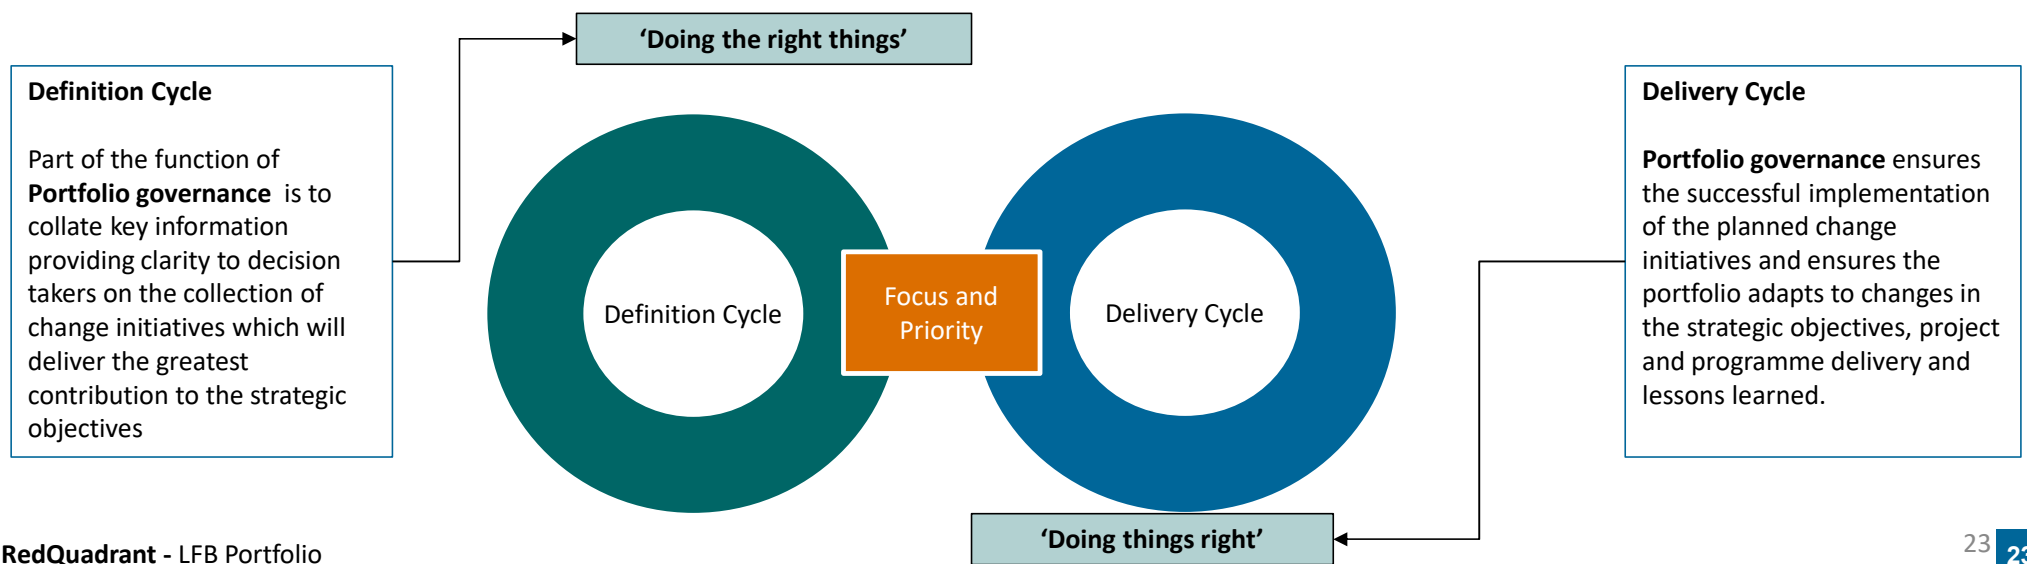 ‘Doing the right things’
Definition Cycle
Part of the function of
Portfolio governance is to
collate key information
providing clarity to decision
takers on the collection of
change initiatives which will
deliver the greatest
contribution to the strategic
objectives
Definition Cycle
Focus and
Priority
Delivery Cycle
Delivery Cycle
Portfolio governance ensures
the successful implementation
of the planned change
initiatives and ensures the
portfolio adapts to changes in
the strategic objectives, project
and programme delivery and
lessons learned.
‘Doing things right’
RedQuadrant - LFB Portfolio
23
23